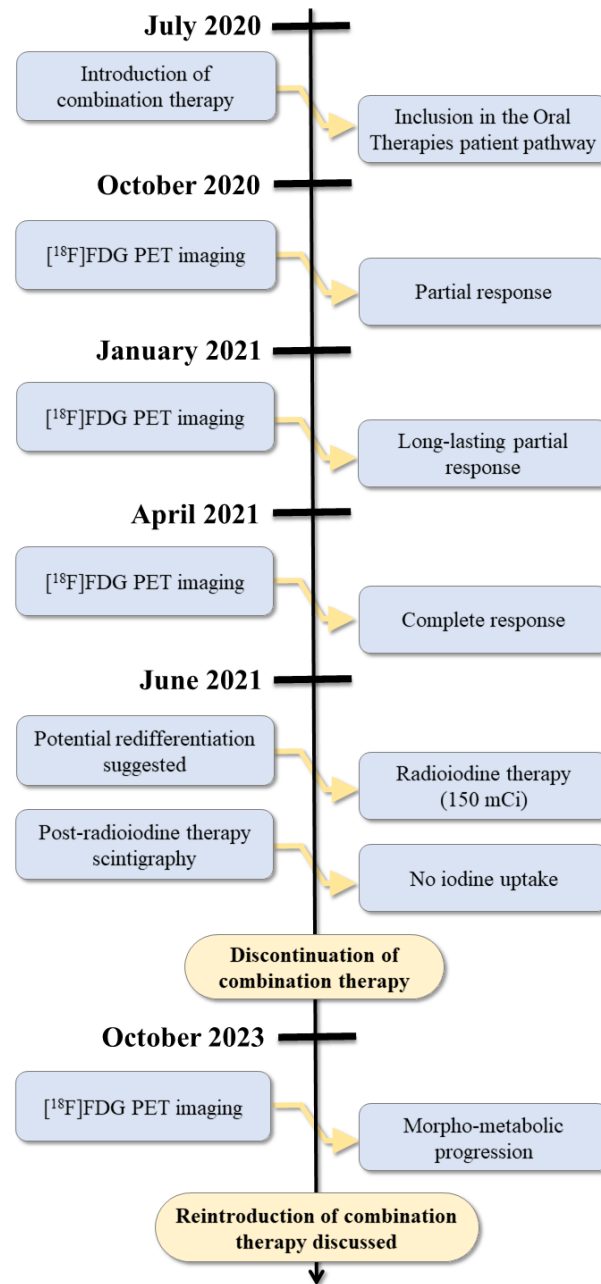 July 2020
Introduction of
combination therapy
Inclusion in the Oral
Therapies patient pathway
October 2020
[¹⁸F]FDG PET imaging
Partial response
January 2021
[¹⁸F]FDG PET imaging
Long-lasting partial
response
April 2021
[¹⁸F]FDG PET imaging
Complete response
June 2021
Potential redifferentiation
suggested
Radioiodine therapy
(150 mCi)
Post-radioiodine therapy
scintigraphy
No iodine uptake
Discontinuation of
combination therapy
October 2023
[¹⁸F]FDG PET imaging
Morpho-metabolic
progression
Reintroduction of combination
therapy discussed